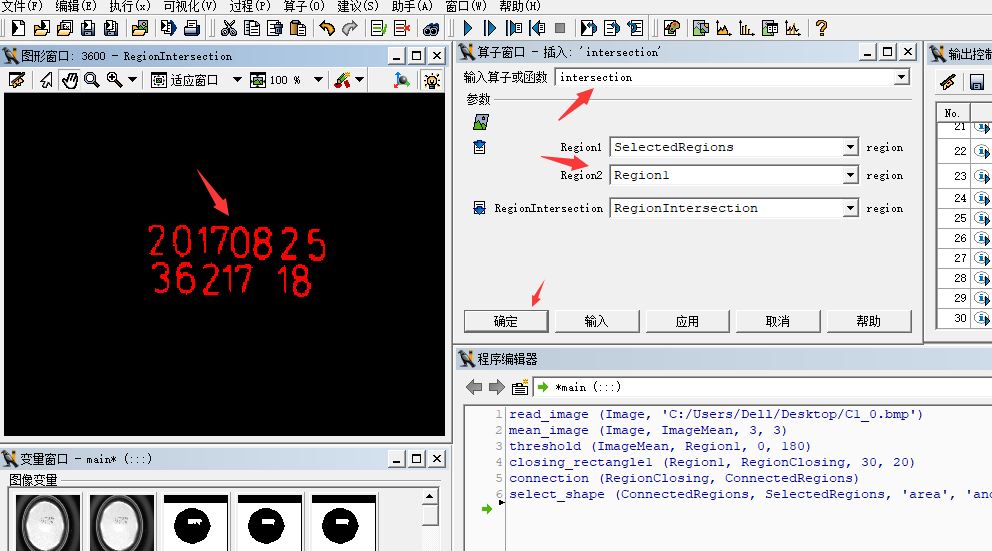 文件(F) 编辑(E) 执行(x) 可视化(V) 过程(P) 算子(O) 建议(S) 助手(A) 窗口(W) 帮助(H)
图形窗口: 3600 - RegionIntersection
适应窗口 100 %
20170825
36217 18
算子窗口 - 插入: 'intersection'
输入算子或函数 intersection
参数
Region1 SelectedRegions region
Region2 Region1 region
RegionIntersection RegionIntersection region
确定 输入 应用 取消 帮助
输出控制
No.
21
22
23
24
25
26
27
28
29
30
程序编辑器
*main (:::)
1 read_image (Image, 'C:/Users/Dell/Desktop/C1_0.bmp')
2 mean_image (Image, ImageMean, 3, 3)
3 threshold (ImageMean, Region1, 0, 180)
4 closing_rectangle1 (Region1, RegionClosing, 30, 20)
5 connection (RegionClosing, ConnectedRegions)
6 select_shape (ConnectedRegions, SelectedRegions, 'area', 'and
变量窗口 - main* (:::)
图像变量